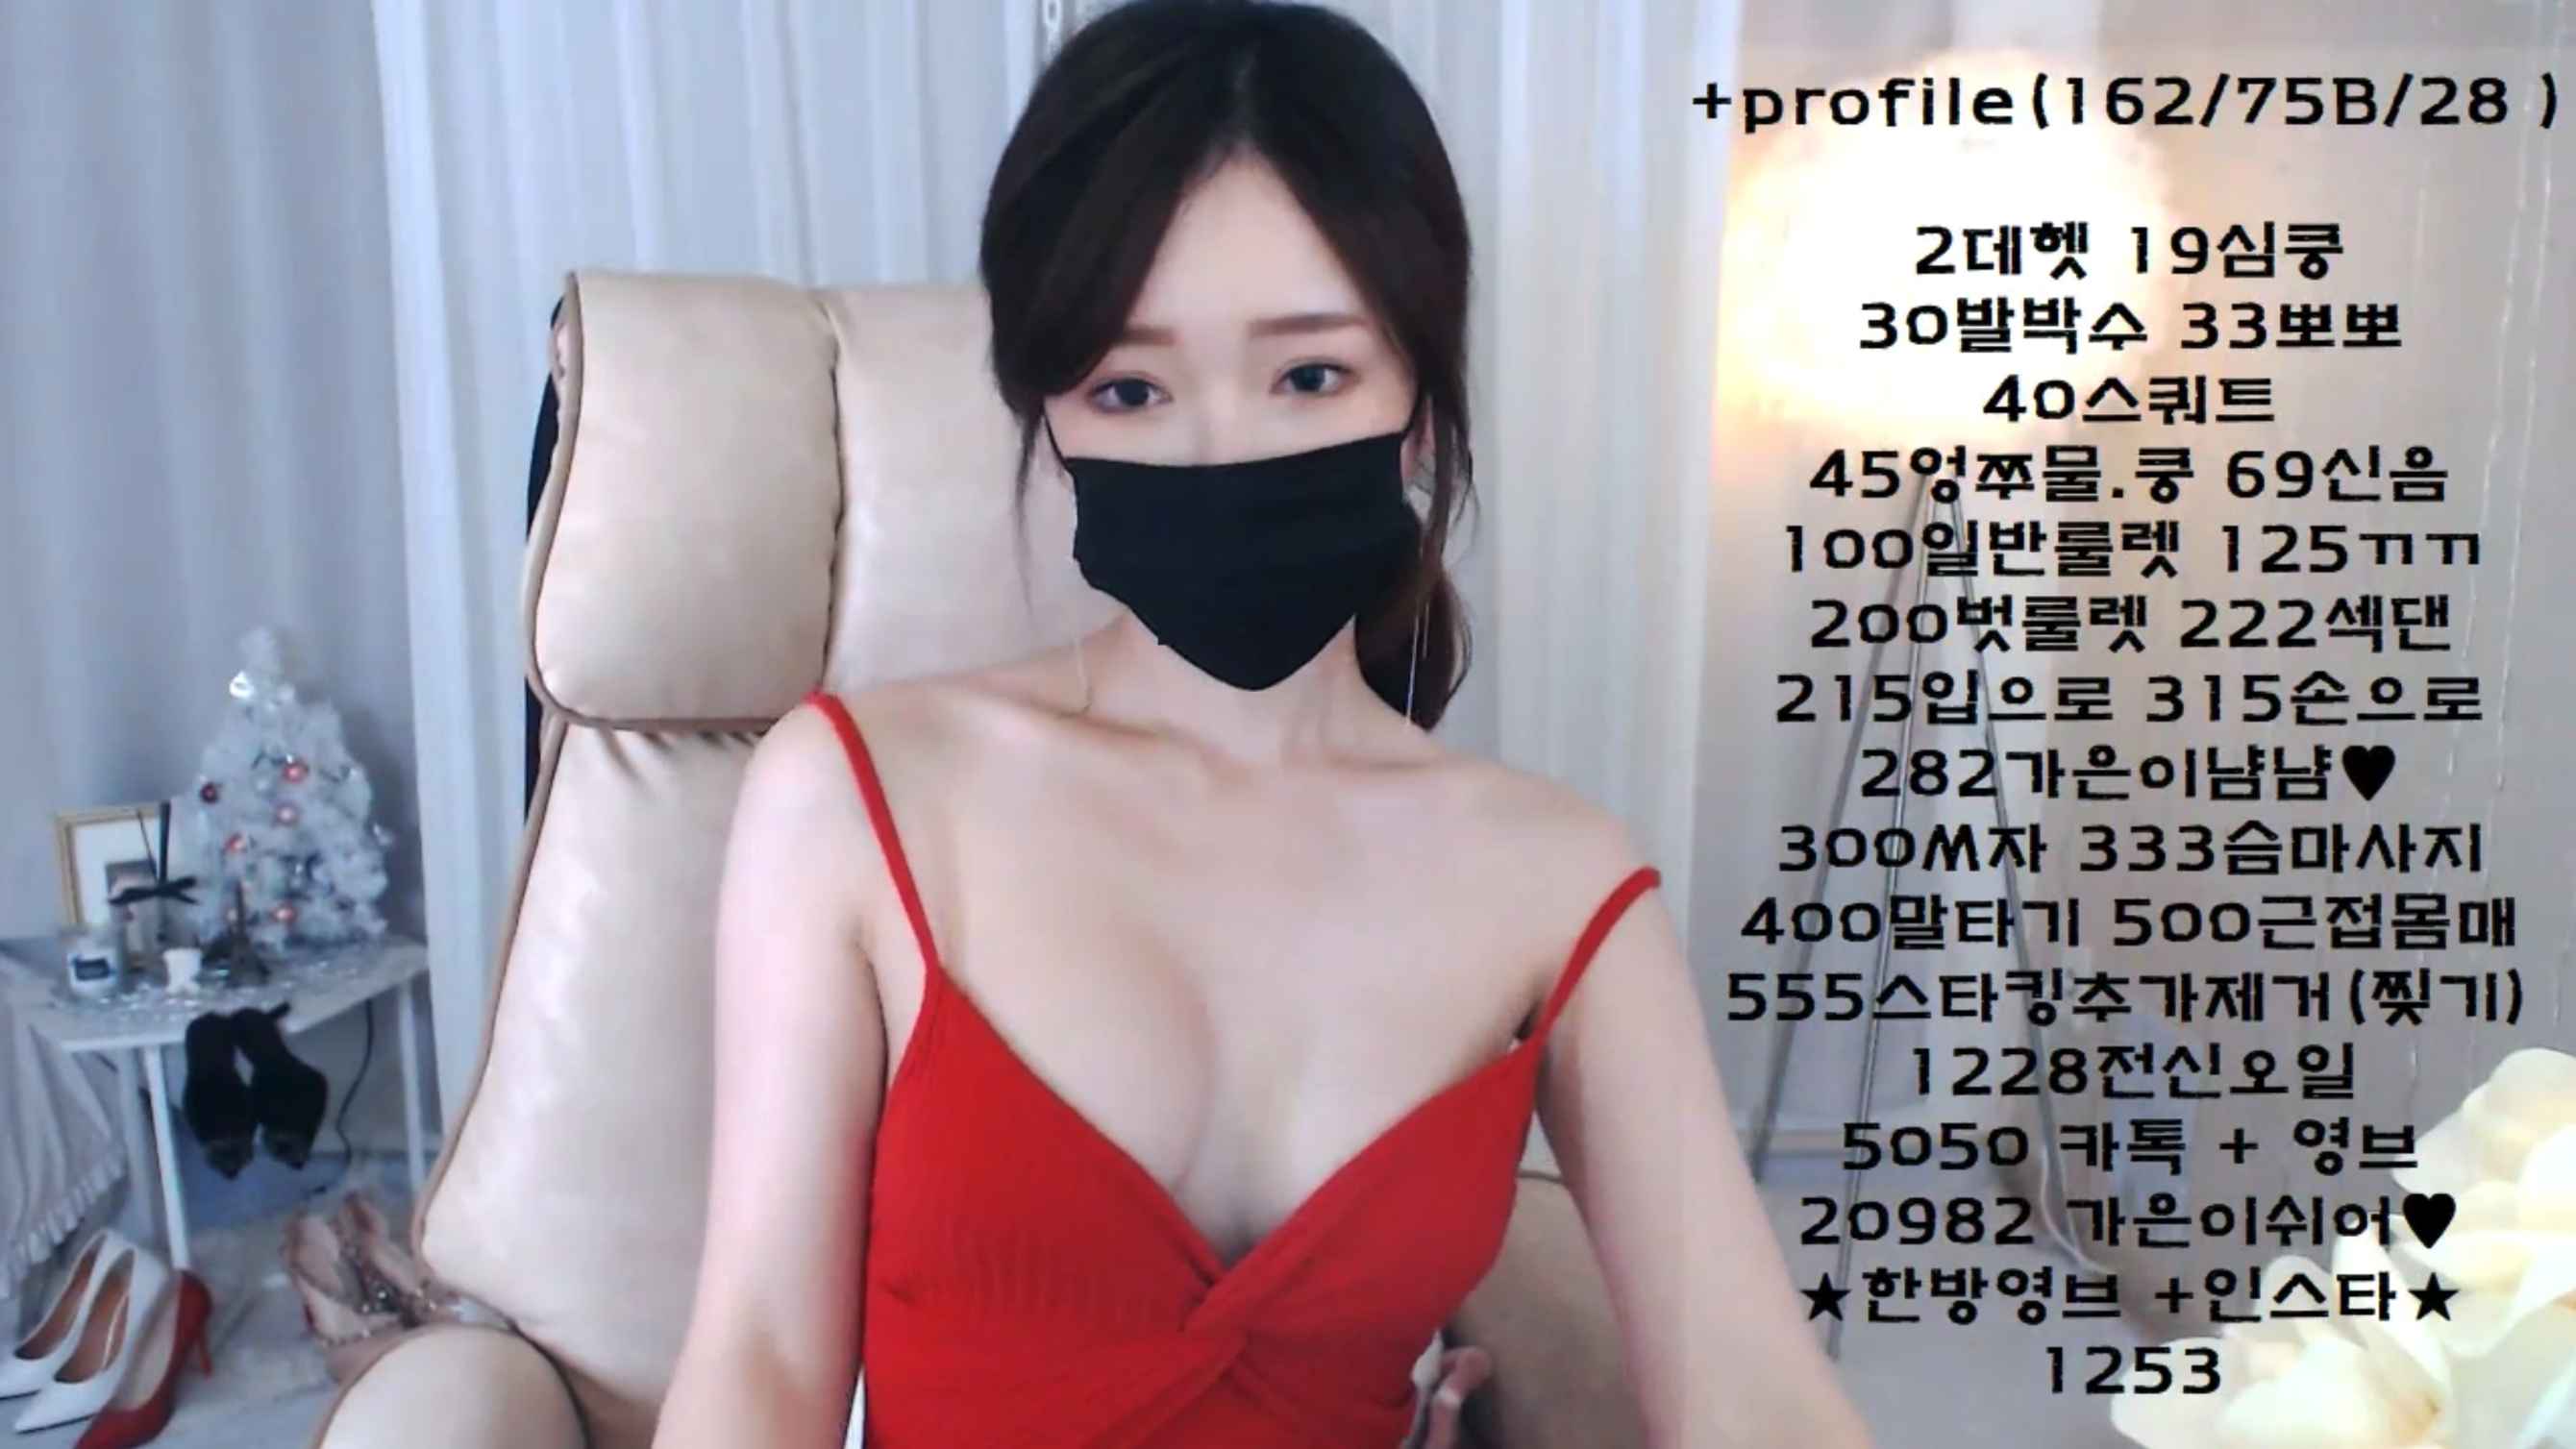 +profile(162/75B/28 )
2데헷 19심쿵
30발박수 33뽀뽀
40스쿼트
45엉쭈물.쿵 69신음
100일반룰렛 125ㄲㄲ
200벗룰렛 222섹댄
215입으로 315손으로
282가은이냠냠♥
300M자 333슴마사지
400말타기 500근접몸매
555스타킹추가제거(찢기)
1228전신오일
5050 카톡 + 영브
20982 가은이쉬어♥
★한방영브 +인스타★
1253